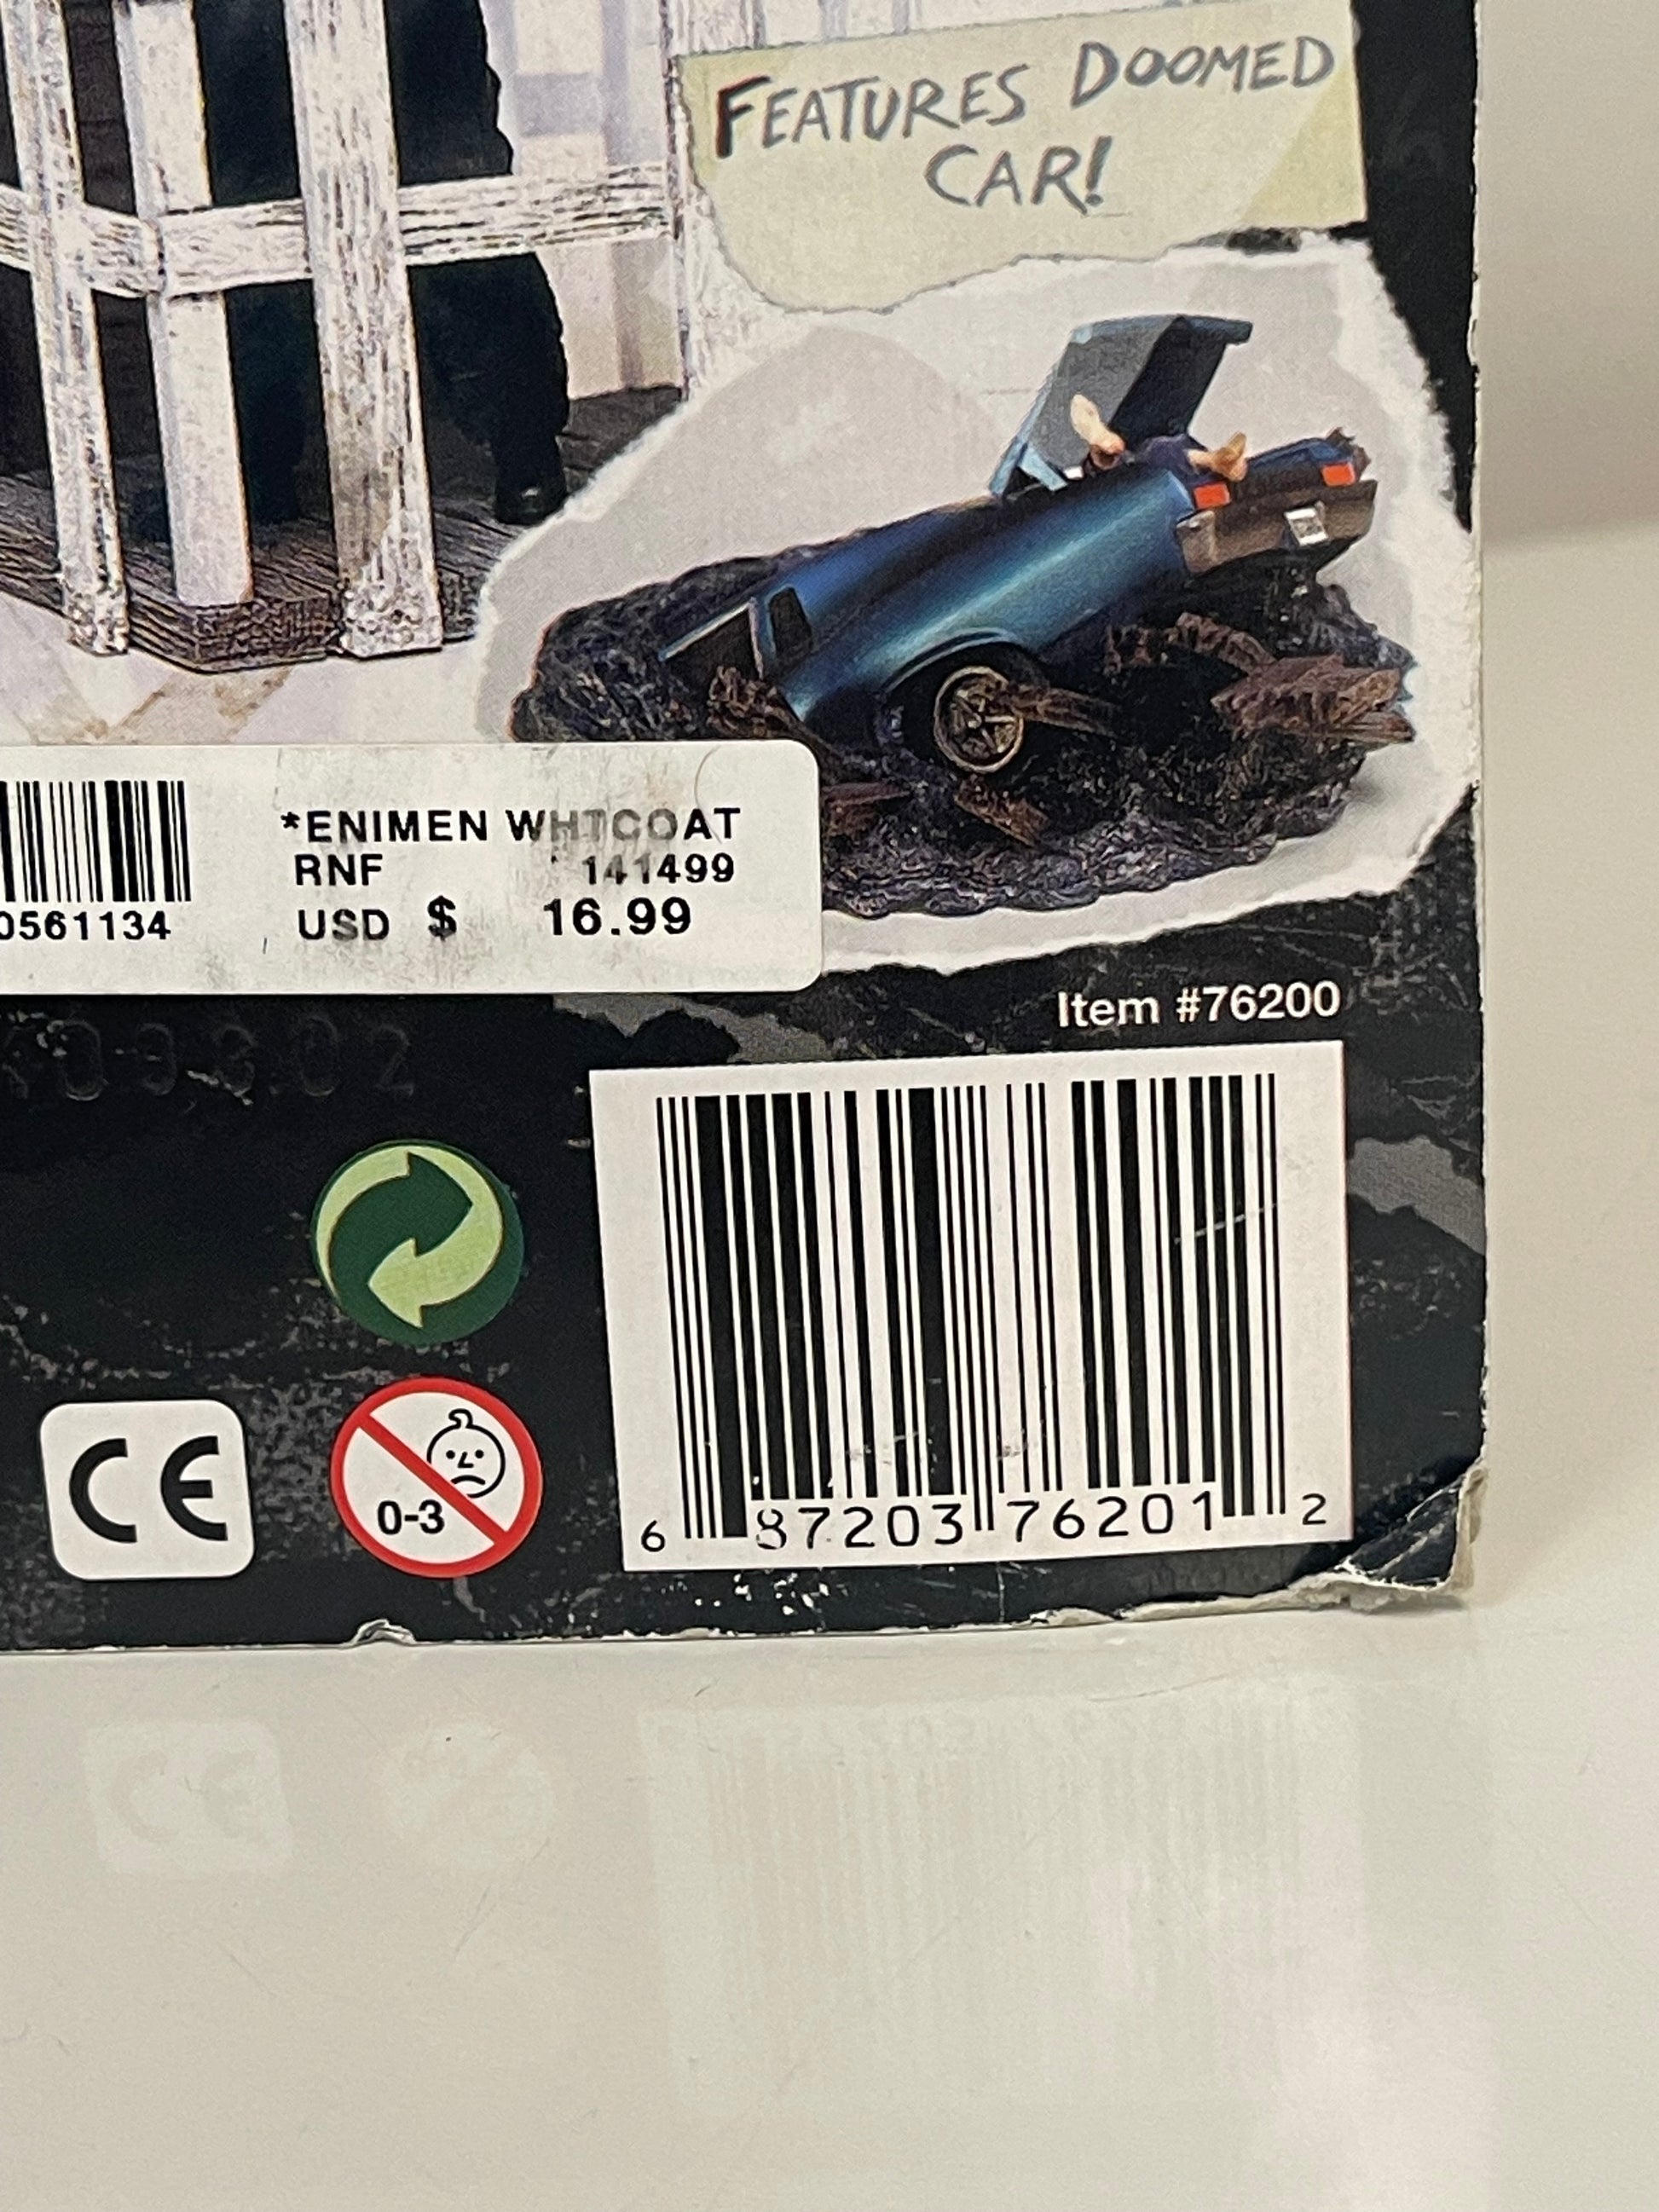 FEATURES DOOMED
CAR!
*ENIMEN WHTCOAT
RNF 141499
USD $ 16.99
0561134
Item #76200
CE
0-3
6 87203 76201 2